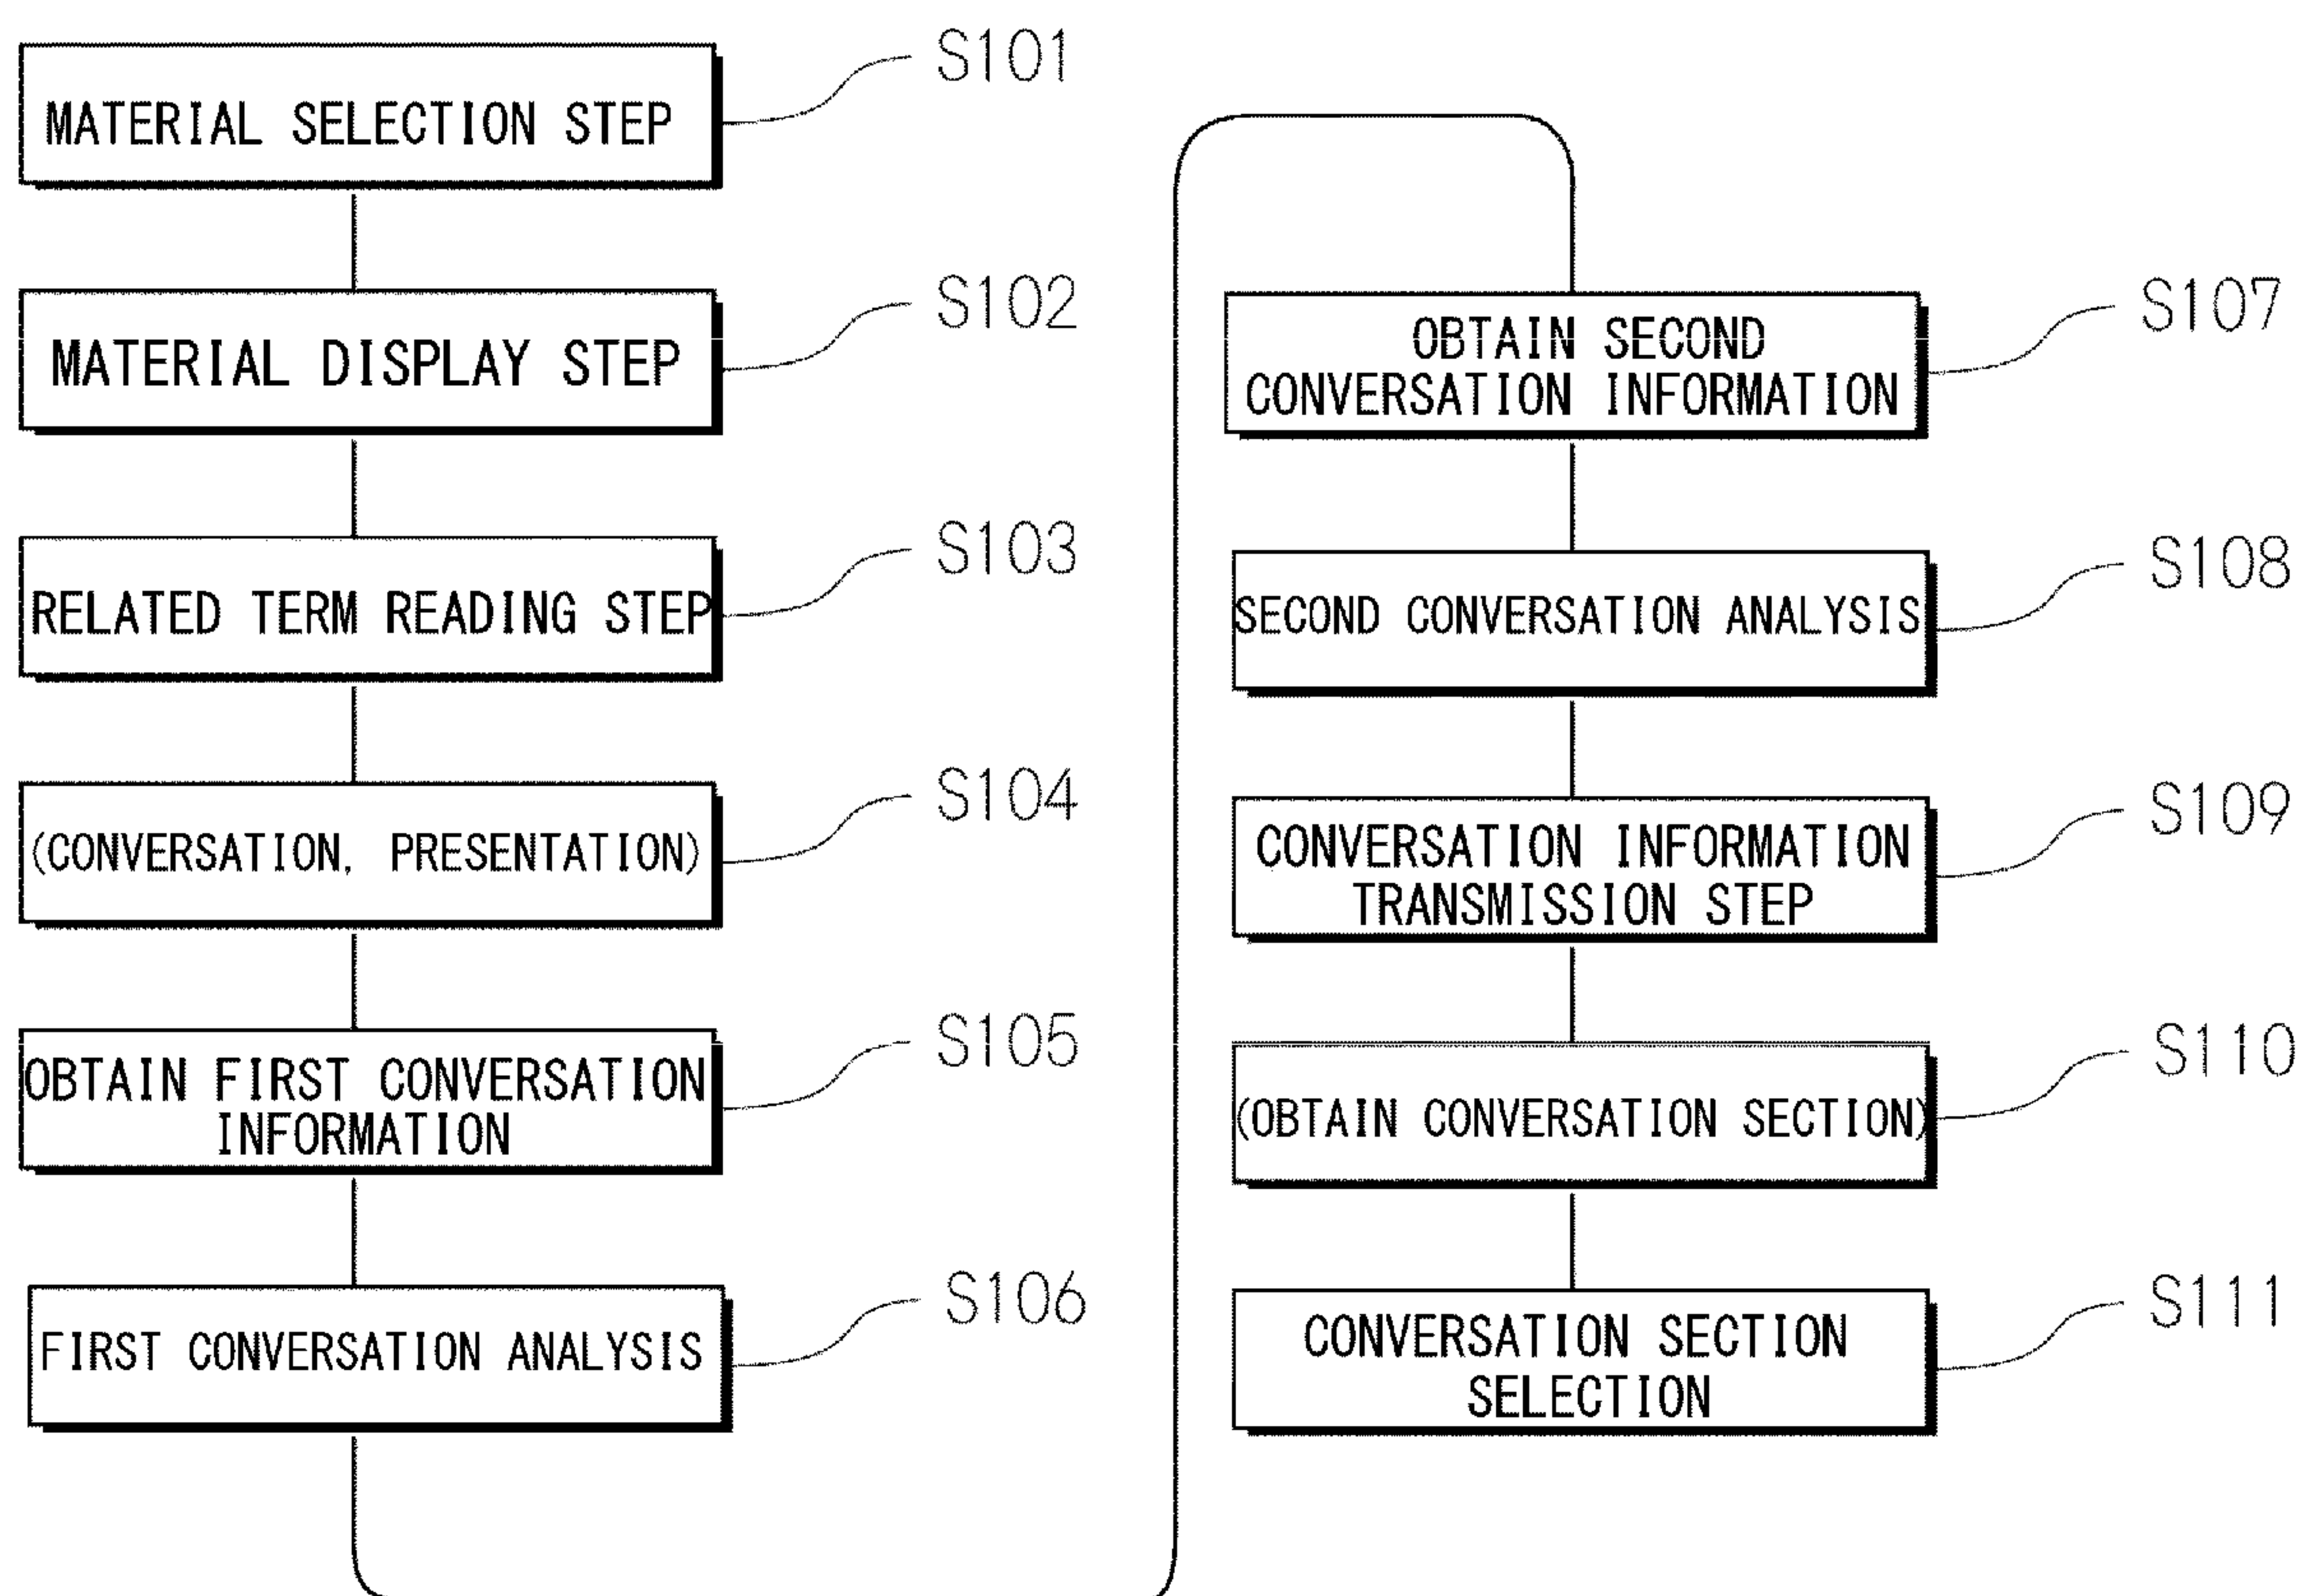 MATERIAL SELECTION STEP
S101
MATERIAL DISPLAY STEP
S102
RELATED TERM READING STEP
S103
(CONVERSATION, PRESENTATION)
S104
OBTAIN FIRST CONVERSATION
INFORMATION
S105
FIRST CONVERSATION ANALYSIS
S106
OBTAIN SECOND
CONVERSATION INFORMATION
S107
SECOND CONVERSATION ANALYSIS
S108
CONVERSATION INFORMATION
TRANSMISSION STEP
S109
(OBTAIN CONVERSATION SECTION)
S110
CONVERSATION SECTION
SELECTION
S111